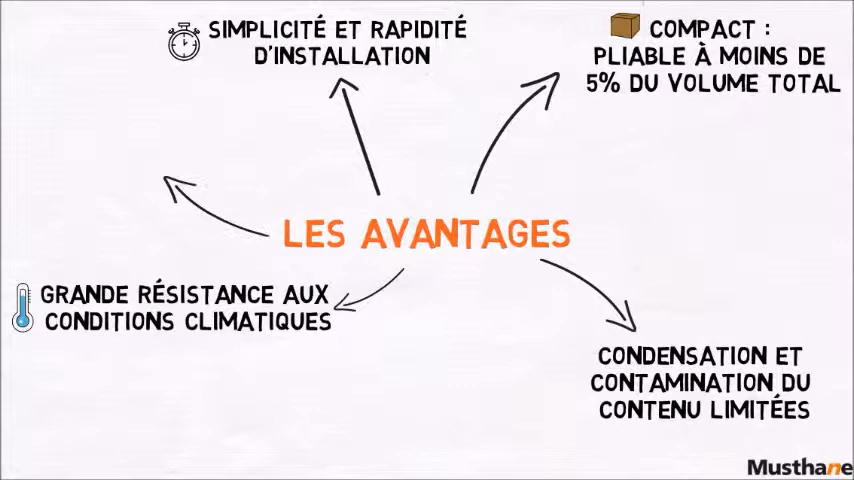 SIMPLICITÉ ET RAPIDITÉ
D'INSTALLATION
COMPACT :
PLIABLE À MOINS DE
5% DU VOLUME TOTAL
LES AVANTAGES
GRANDE RÉSISTANCE AUX
CONDITIONS CLIMATIQUES
CONDENSATION ET
CONTAMINATION DU
CONTENU LIMITÉES
Musthane